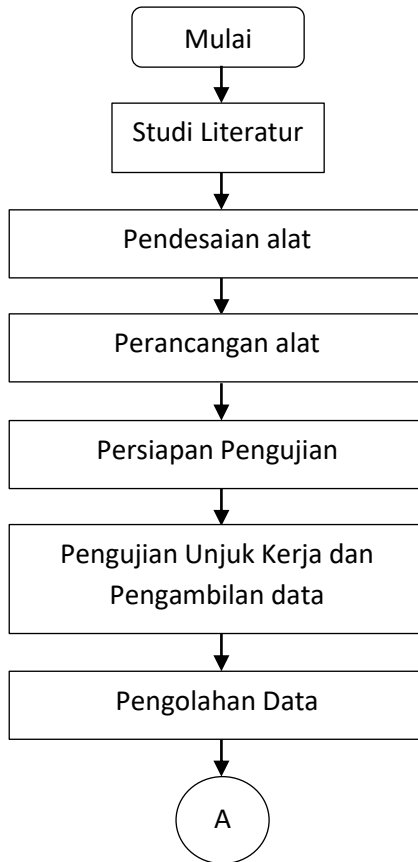 Mulai
Studi Literatur
Pendesaian alat
Perancangan alat
Persiapan Pengujian
Pengujian Unjuk Kerja dan
Pengambilan data
Pengolahan Data
A